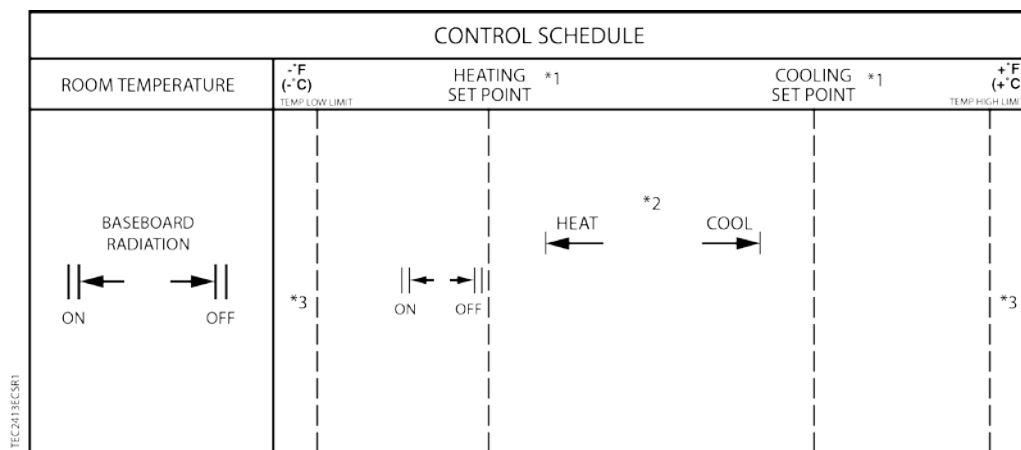 CONTROL SCHEDULE
ROOM TEMPERATURE
-°F
(-°C)
TEMP LOW LIMIT
HEATING *1
SET POINT
COOLING *1
SET POINT
+°F
(+°C
TEMP HIGH LIMI
BASEBOARD
RADIATION
ON OFF
*2
HEAT COOL
*3
ON OFF
*3
TEC2413ECSR1